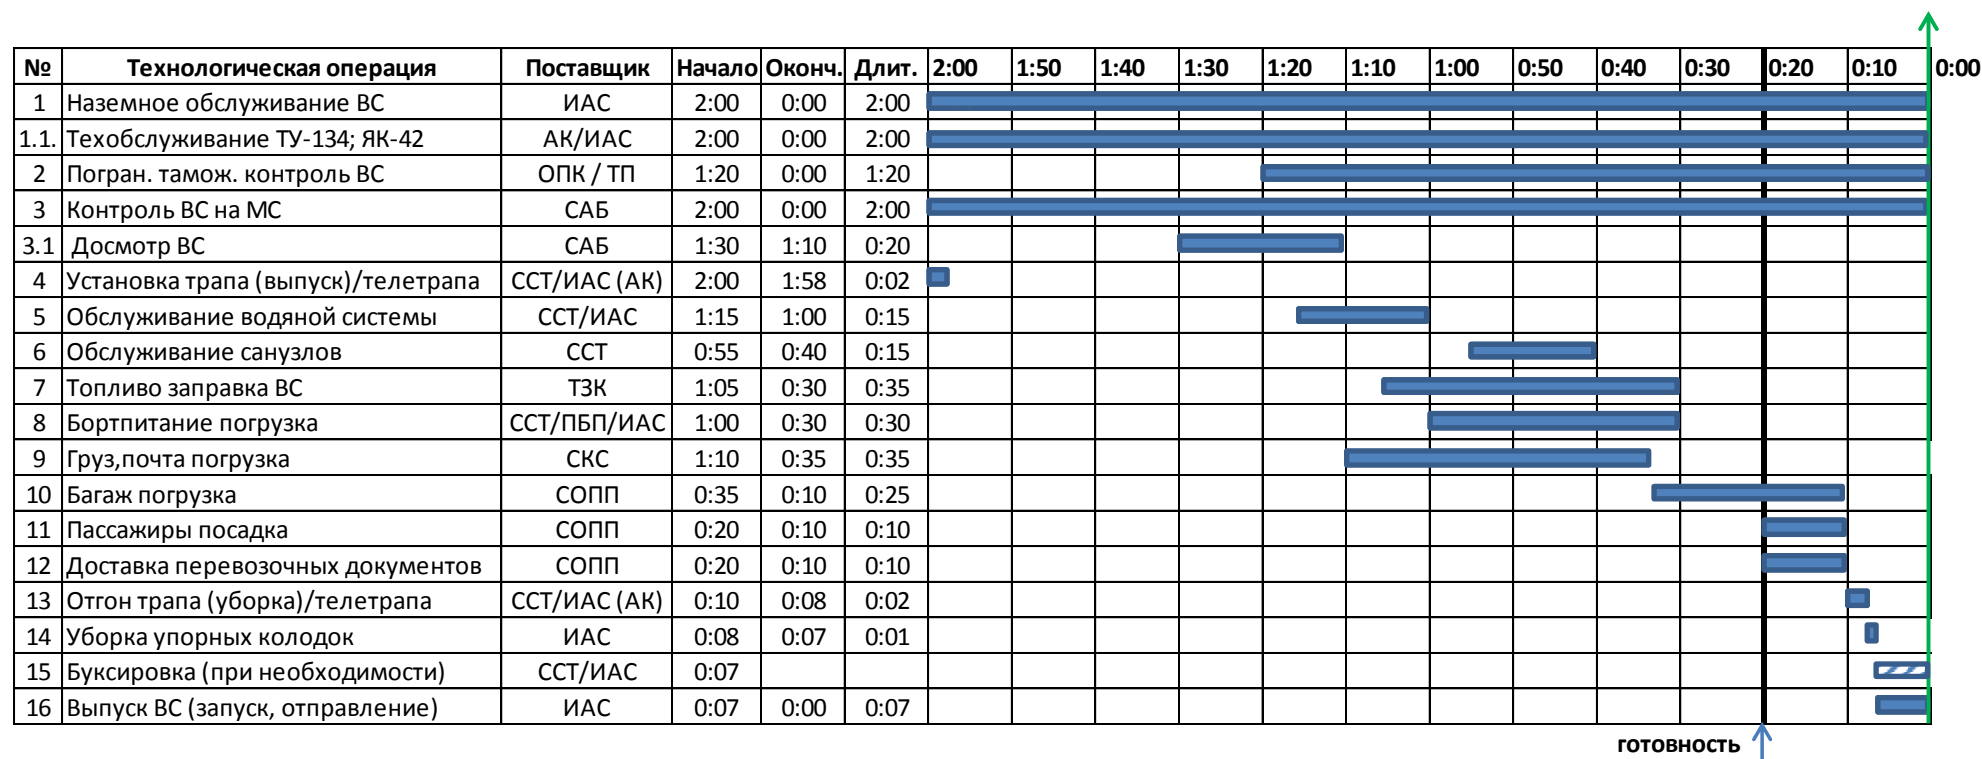 № Технологическая операция Поставщик Начало Оконч. Длит. 2:00 1:50 1:40 1:30 1:20 1:10 1:00 0:50 0:40 0:30 0:20 0:10 0:00
1 Наземное обслуживание ВС ИАС 2:00 0:00 2:00
1.1. Техобслуживание ТУ-134; ЯК-42 АК/ИАС 2:00 0:00 2:00
2 Погран. тамож. контроль ВС ОПК / ТП 1:20 0:00 1:20
3 Контроль ВС на МС САБ 2:00 0:00 2:00
3.1 Досмотр ВС САБ 1:30 1:10 0:20
4 Установка трапа (выпуск)/телетрапа ССТ/ИАС (АК) 2:00 1:58 0:02
5 Обслуживание водяной системы ССТ/ИАС 1:15 1:00 0:15
6 Обслуживание санузлов ССТ 0:55 0:40 0:15
7 Топливо заправка ВС ТЗК 1:05 0:30 0:35
8 Бортпитание погрузка ССТ/ПБП/ИАС 1:00 0:30 0:30
9 Груз,почта погрузка СКС 1:10 0:35 0:35
10 Багаж погрузка СОПП 0:35 0:10 0:25
11 Пассажиры посадка СОПП 0:20 0:10 0:10
12 Доставка перевозочных документов СОПП 0:20 0:10 0:10
13 Отгон трапа (уборка)/телетрапа ССТ/ИАС (АК) 0:10 0:08 0:02
14 Уборка упорных колодок ИАС 0:08 0:07 0:01
15 Буксировка (при необходимости) ССТ/ИАС 0:07
16 Выпуск ВС (запуск, отправление) ИАС 0:07 0:00 0:07
готовность